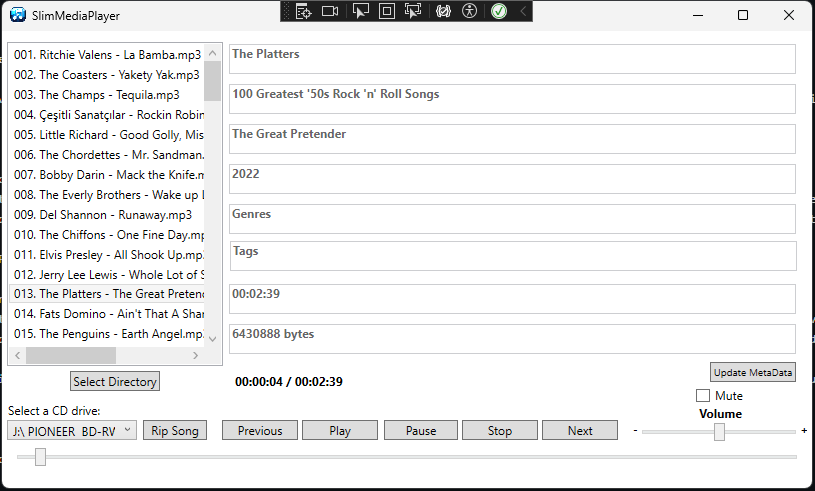 SlimMediaPlayer
001. Ritchie Valens - La Bamba.mp3
002. The Coasters - Yakety Yak.mp3
003. The Champs - Tequila.mp3
004. Çeşitli Sanatçılar - Rockin Robin
005. Little Richard - Good Golly, Mis
006. The Chordettes - Mr. Sandman.
007. Bobby Darin - Mack the Knife.m
008. The Everly Brothers - Wake up L
009. Del Shannon - Runaway.mp3
010. The Chiffons - One Fine Day.mp
011. Elvis Presley - All Shook Up.mp3
012. Jerry Lee Lewis - Whole Lot of S
013. The Platters - The Great Pretend
014. Fats Domino - Ain't That A Shar
015. The Penguins - Earth Angel.mp
The Platters
100 Greatest '50s Rock 'n' Roll Songs
The Great Pretender
2022
Genres
Tags
00:02:39
6430888 bytes
Select Directory
00:00:04 / 00:02:39
Update MetaData
Mute
Select a CD drive:
Volume
J:\ PIONEER BD-RW
Rip Song
Previous
Play
Pause
Stop
Next
- +